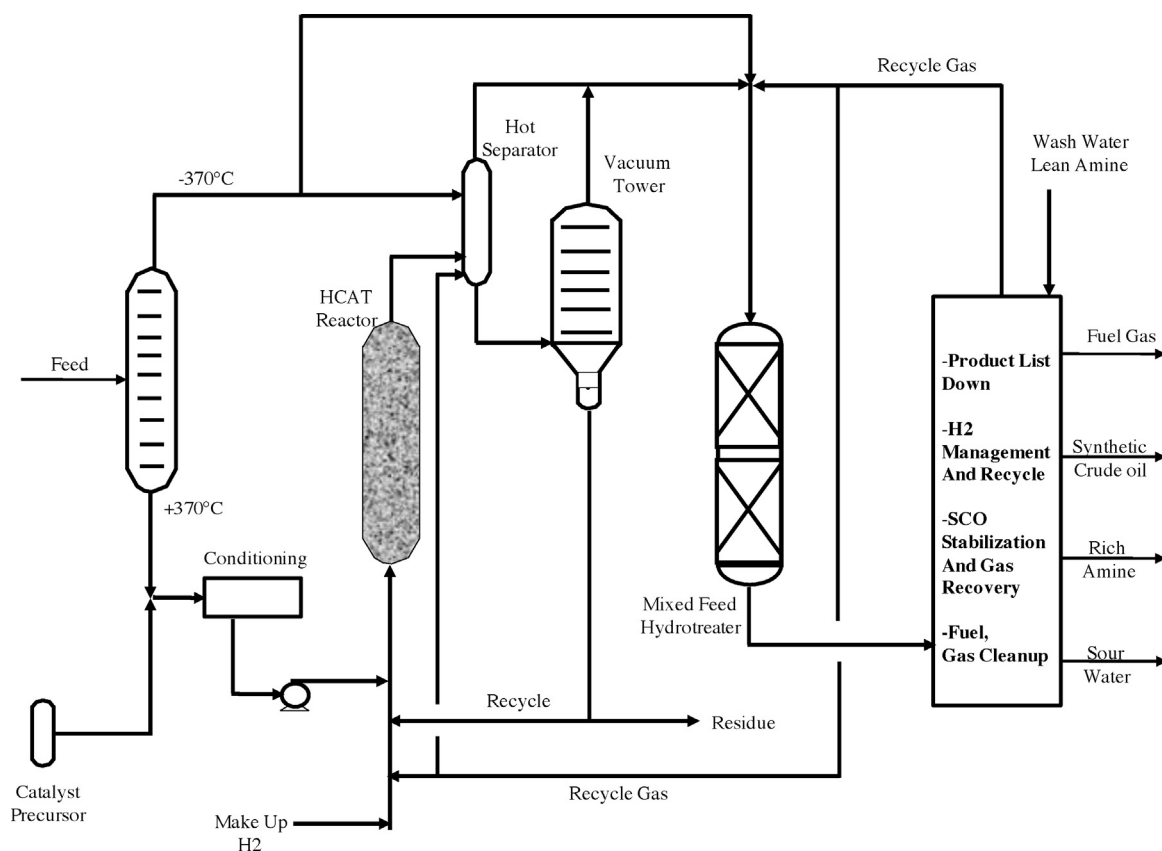 Recycle Gas
Hot
Separator
Vacuum
Tower
Wash Water
Lean Amine
-370°C
HCAT
Reactor
Feed
Fuel Gas
-Product List
Down
-H2
Management
And Recycle
Synthetic
Crude oil
+370°C
-SCO
Stabilization
And Gas
Recovery
Rich
Amine
Conditioning
Mixed Feed
Hydrotreater
-Fuel,
Gas Cleanup
Sour
Water
Recycle
Residue
Catalyst
Precursor
Recycle Gas
Make Up
H2